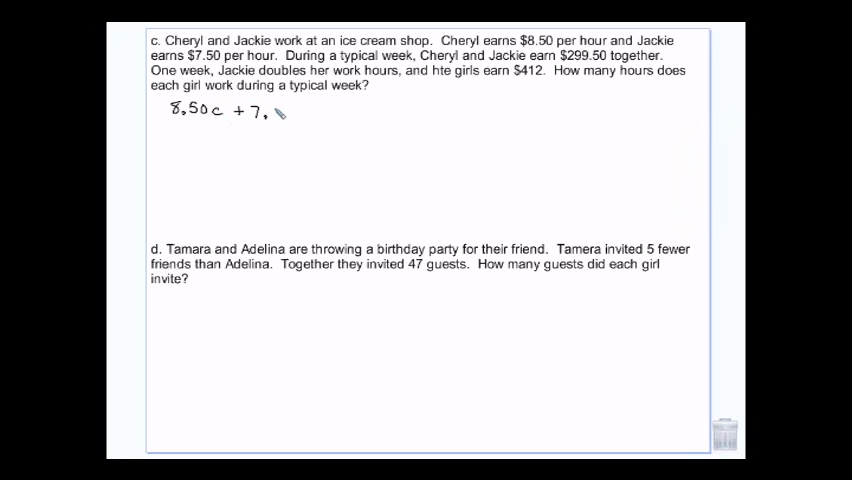 c. Cheryl and Jackie work at an ice cream shop. Cheryl earns $8.50 per hour and Jackie
earns $7.50 per hour. During a typical week, Cheryl and Jackie earn $299.50 together.
One week, Jackie doubles her work hours, and hte girls earn $412. How many hours does
each girl work during a typical week?
8.50c + 7.
d. Tamara and Adelina are throwing a birthday party for their friend. Tamera invited 5 fewer
friends than Adelina. Together they invited 47 guests. How many guests did each girl
invite?